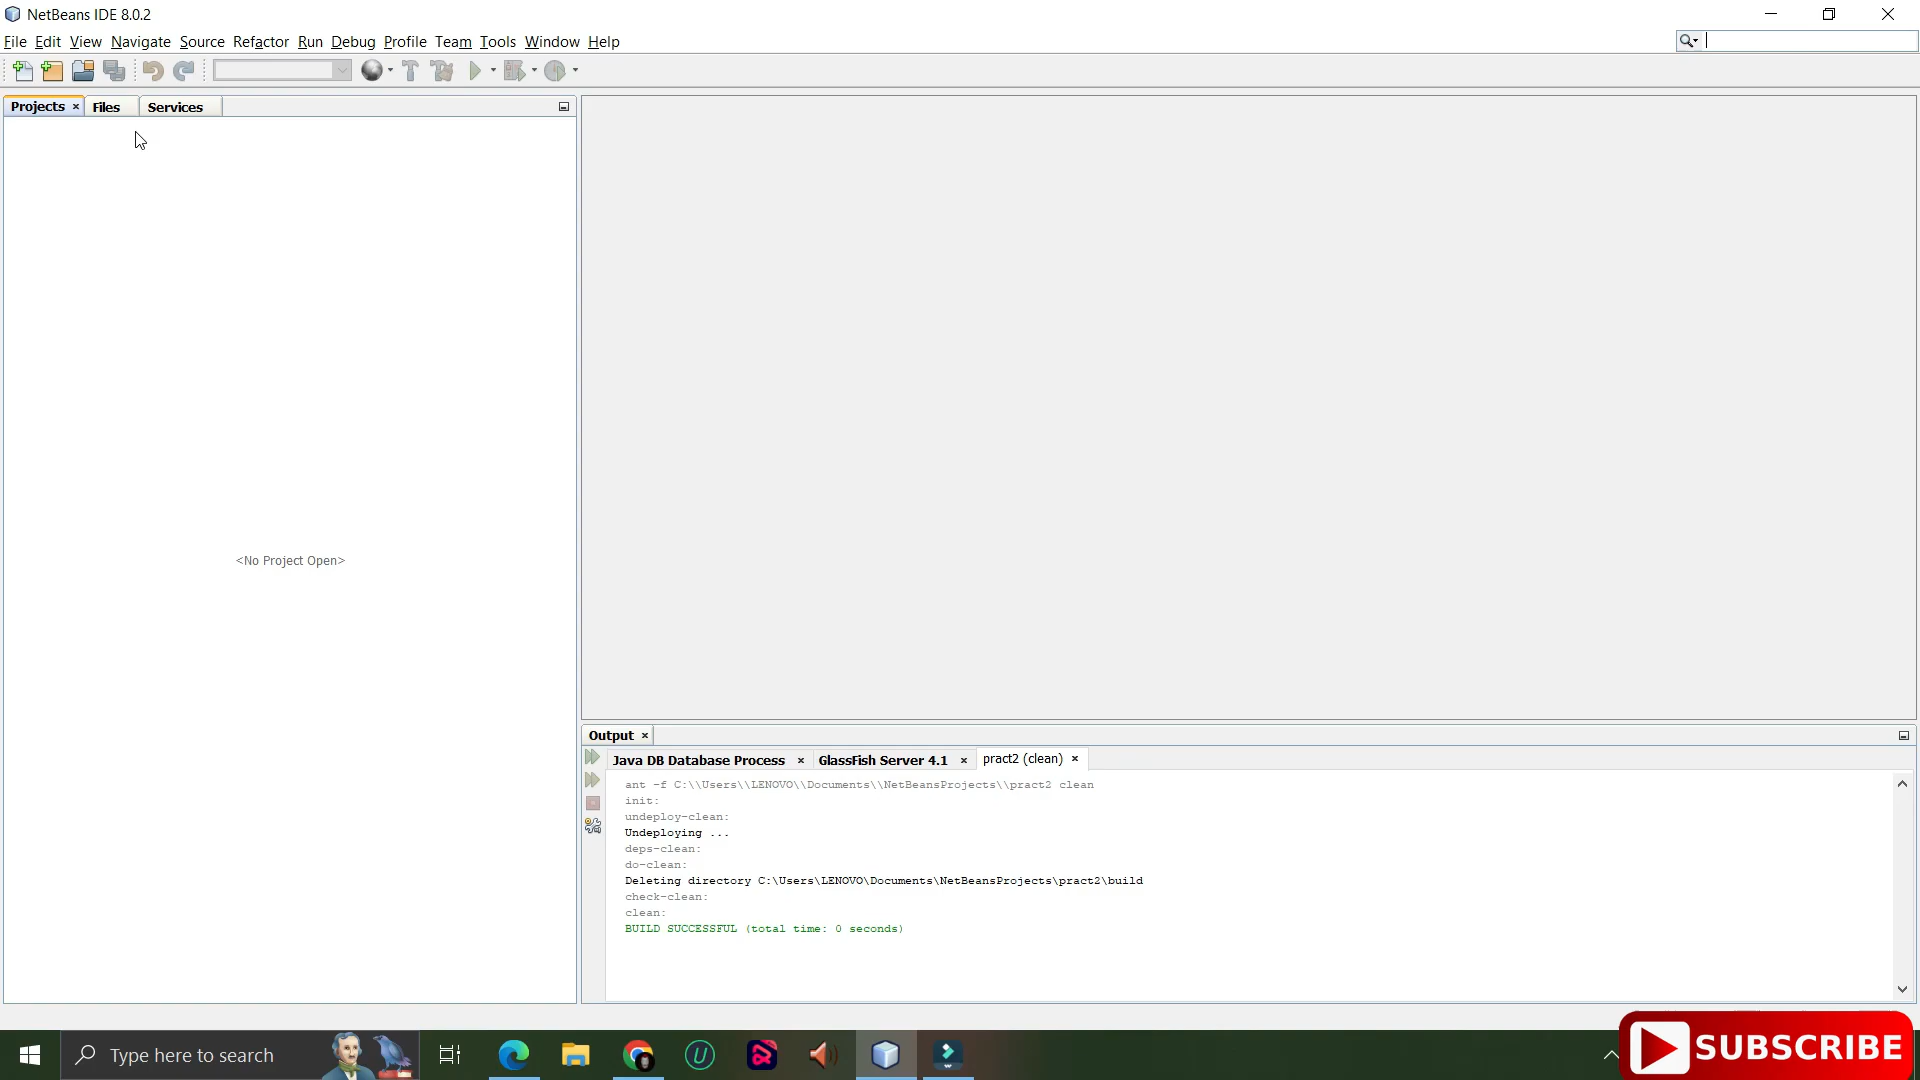 NetBeans IDE 8.0.2
File Edit View Navigate Source Refactor Run Debug Profile Team Tools Window Help
Projects Files Services
<No Project Open>
Output
Java DB Database Process GlassFish Server 4.1 pract2 (clean)
ant -f C:\\Users\\LENOVO\\Documents\\NetBeansProjects\\pract2 clean
init:
undeploy-clean:
Undeploying ...
deps-clean:
do-clean:
Deleting directory C:\Users\LENOVO\Documents\NetBeansProjects\pract2\build
check-clean:
clean:
BUILD SUCCESSFUL (total time: 0 seconds)
Type here to search
SUBSCRIBE